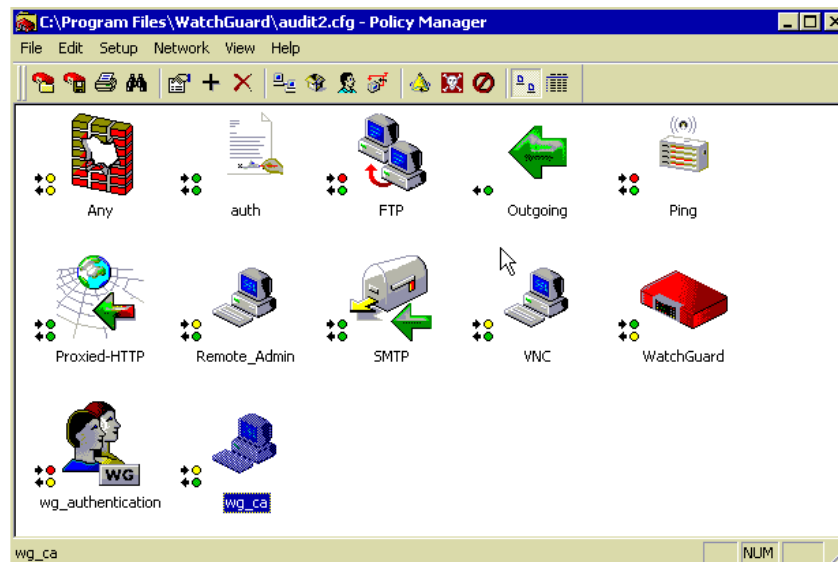 C:\Program Files\WatchGuard\audit2.cfg - Policy Manager
File Edit Setup Network View Help
Any auth FTP Outgoing Ping
Proxied-HTTP Remote_Admin SMTP VNC WatchGuard
WG
wg_authentication wg_ca
wg_ca NUM